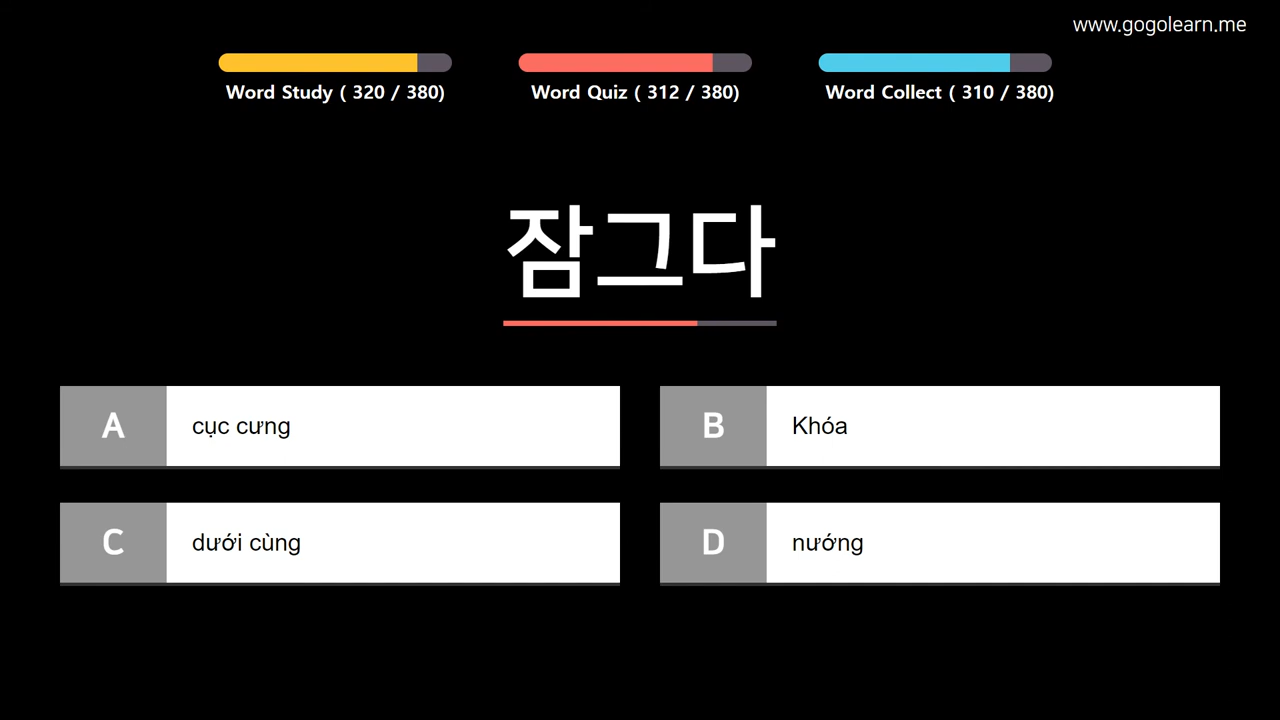 www.gogolearn.me
Word Study ( 320 / 380)
Word Quiz ( 312 / 380)
Word Collect ( 310 / 380)
잠그다
A cục cưng
B Khóa
C dưới cùng
D nướng